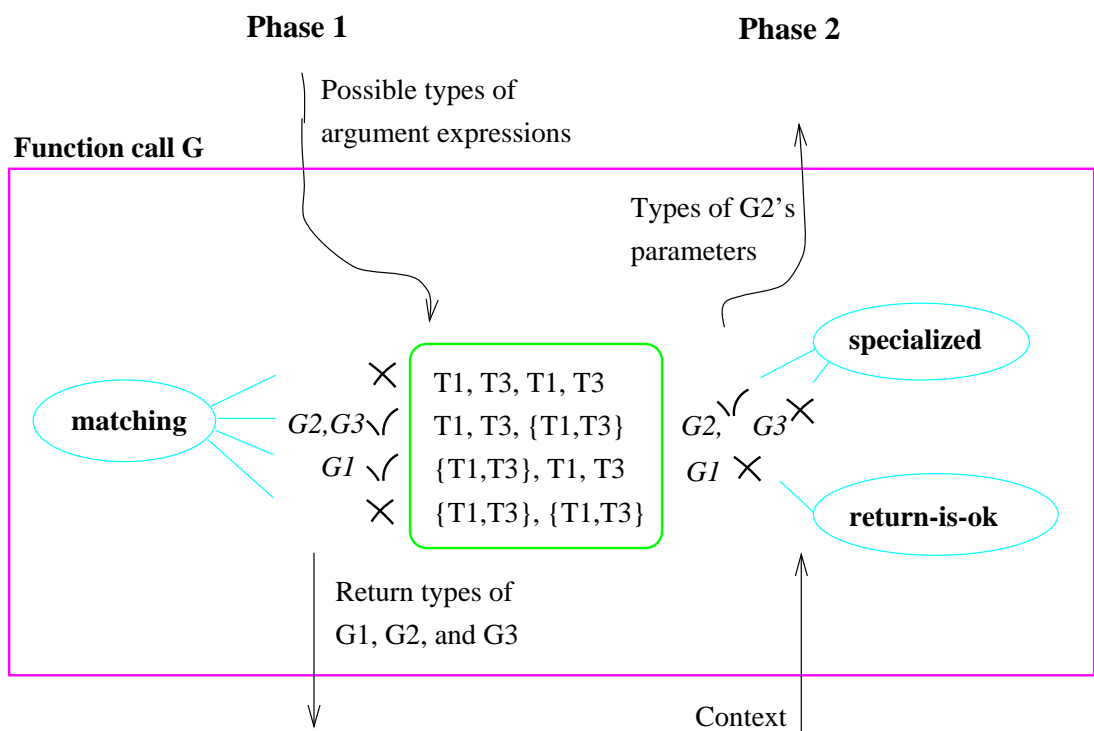 Phase 1
Phase 2
Possible types of
argument expressions
Function call G
Types of G2's
parameters
specialized
T1, T3, T1, T3
matching
G2,G3
T1, T3, {T1,T3}
G2,
G3
G1
{T1,T3}, T1, T3
G1
{T1,T3}, {T1,T3}
return-is-ok
Return types of
G1, G2, and G3
Context